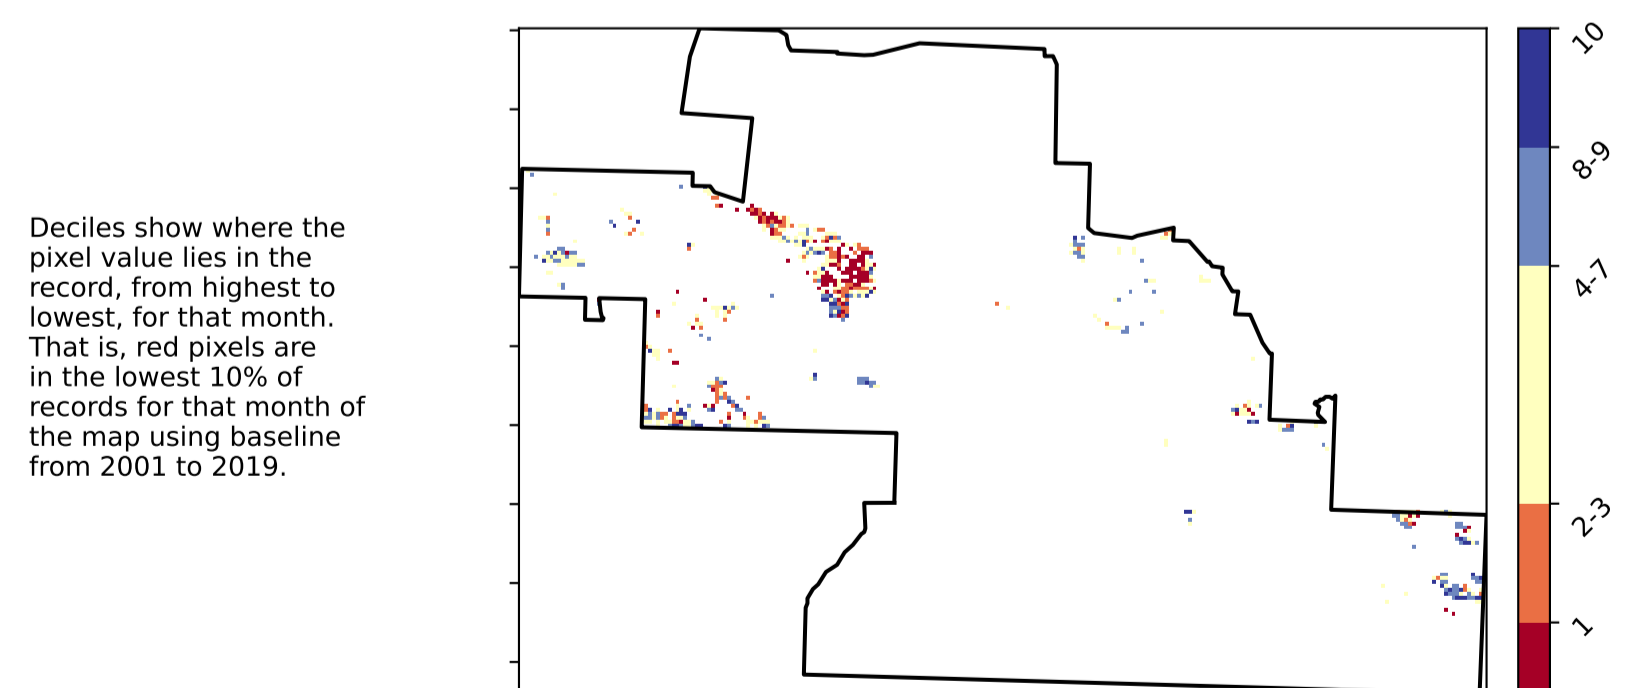 Deciles show where the
pixel value lies in the
record, from highest to
lowest, for that month.
That is, red pixels are
in the lowest 10% of
records for that month of
the map using baseline
from 2001 to 2019.
10
8-9
4-7
2-3
1